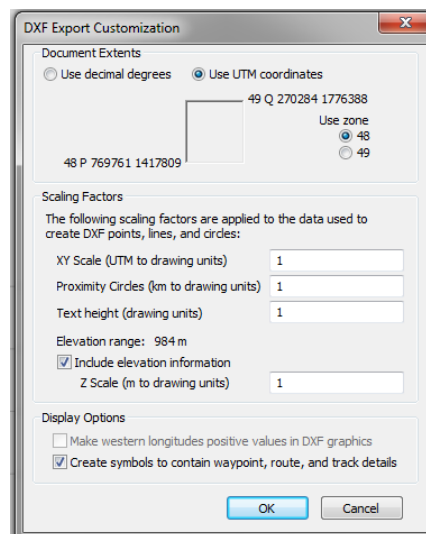 DXF Export Customization
Document Extents
Use decimal degrees Use UTM coordinates
49 Q 270284 1776388
Use zone
48
49
48 P 769761 1417809
Scaling Factors
The following scaling factors are applied to the data used to
create DXF points, lines, and circles:
XY Scale (UTM to drawing units) 1
Proximity Circles (km to drawing units) 1
Text height (drawing units) 1
Elevation range: 984 m
Include elevation information
Z Scale (m to drawing units) 1
Display Options
Make western longitudes positive values in DXF graphics
Create symbols to contain waypoint, route, and track details
OK Cancel